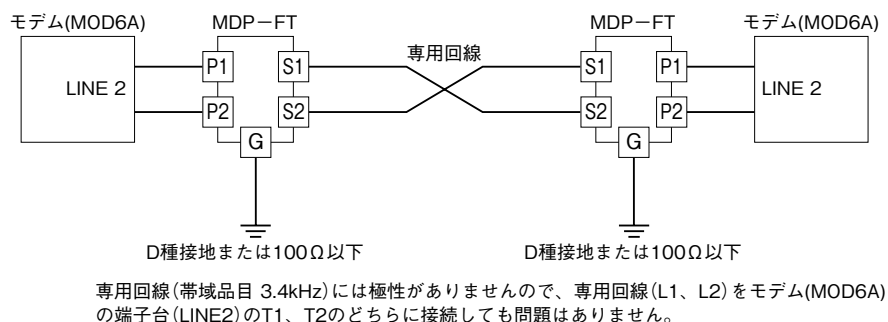 モデム(MOD6A) MDP－FT MDP－FT モデム(MOD6A)
専用回線
P1 S1 S1 P1
LINE 2 LINE 2
P2 S2 S2 P2
G G
D種接地または100Ω以下 D種接地または100Ω以下
専用回線(帯域品目 3.4kHz)には極性がありませんので、専用回線(L1、L2)をモデム(MOD6A)
の端子台(LINE2)のT1、T2のどちらに接続しても問題はありません。